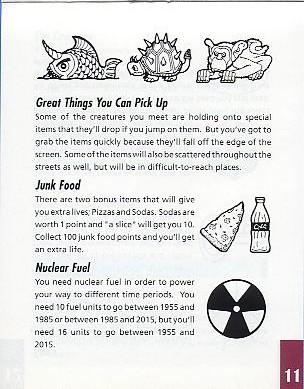 Great Things You Can Pick Up
Some of the creatures you meet are holding onto special
items that they'll drop if you jump on them. But you've got to
grab the items quickly because they'll fall off the edge of the
screen. Some of the items will also be scattered throughout the
streets as well, but will be in difficult-to-reach places.
Junk Food
There are two bonus items that will give
you extra lives; Pizzas and Sodas. Sodas are
worth 1 point and "a slice" will get you 10.
Collect 100 junk food points and you'll get
an extra life.
Nuclear Fuel
You need nuclear fuel in order to power
your way to different time periods. You
need 10 fuel units to go between 1955 and
1985 or between 1985 and 2015, but you'll
need 16 units to go between 1955 and
2015.
11